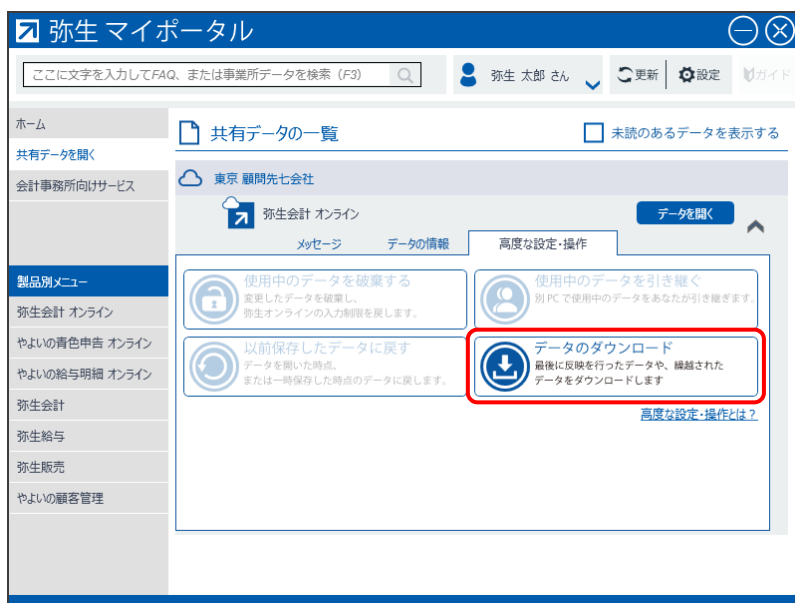 弥生 マイポータル
ここに文字を入力してFAQ、または事業所データを検索（F3）
弥生 太郎 さん
更新
設定
ガイド
ホーム
共有データを開く
会計事務所向けサービス
製品別メニュー
弥生会計 オンライン
やよいの青色申告 オンライン
やよいの給与明細 オンライン
弥生会計
弥生給与
弥生販売
やよいの顧客管理
共有データの一覧
未読のあるデータを表示する
東京 顧問先七会社
弥生会計 オンライン
データを開く
メッセージ
データの情報
高度な設定・操作
使用中のデータを破棄する
変更したデータを破棄し、
弥生オンラインの入力制限を戻します。
使用中のデータを引き継ぐ
別 PC で使用中のデータをあなたが引き継ぎます。
以前保存したデータに戻す
データを開いた時点、
または一時保存した時点のデータに戻します。
データのダウンロード
最後に反映を行ったデータや、繰越された
データをダウンロードします
高度な設定・操作とは？